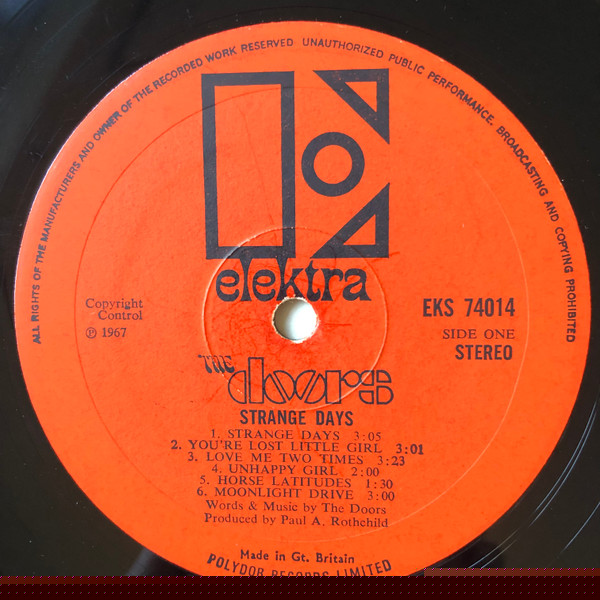 ALL RIGHTS OF THE MANUFACTURERS AND OWNER OF THE RECORDED WORK RESERVED UNAUTHORIZED PUBLIC PERFORMANCE, BROADCASTING AND COPYING PROHIBITED
elektra
Copyright
Control
℗ 1967
EKS 74014
SIDE ONE
STEREO
THE doors
STRANGE DAYS
1. STRANGE DAYS 3:05
2. YOU'RE LOST LITTLE GIRL 3:01
3. LOVE ME TWO TIMES 3:23
4. UNHAPPY GIRL 2:00
5. HORSE LATITUDES 1:30
6. MOONLIGHT DRIVE 3:00
Words & Music by The Doors
Produced by Paul A. Rothchild
Made in Gt. Britain
POLYDOR RECORDS LIMITED